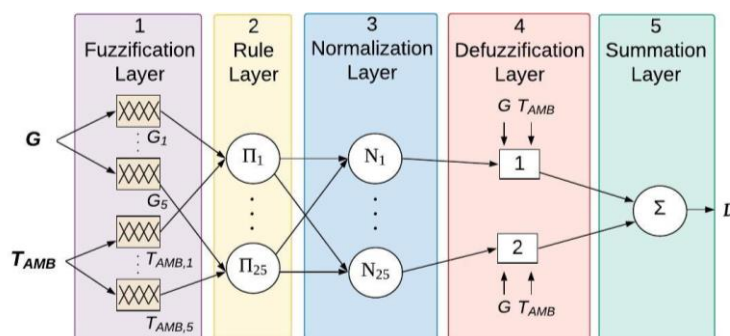 1
Fuzzification
Layer
2
Rule
Layer
3
Normalization
Layer
4
Defuzzification
Layer
5
Summation
Layer
G
G1
G5
TAMB
TAMB,1
TAMB,5
Π1
Π25
N1
N25
G TAMB
1
2
G TAMB
Σ